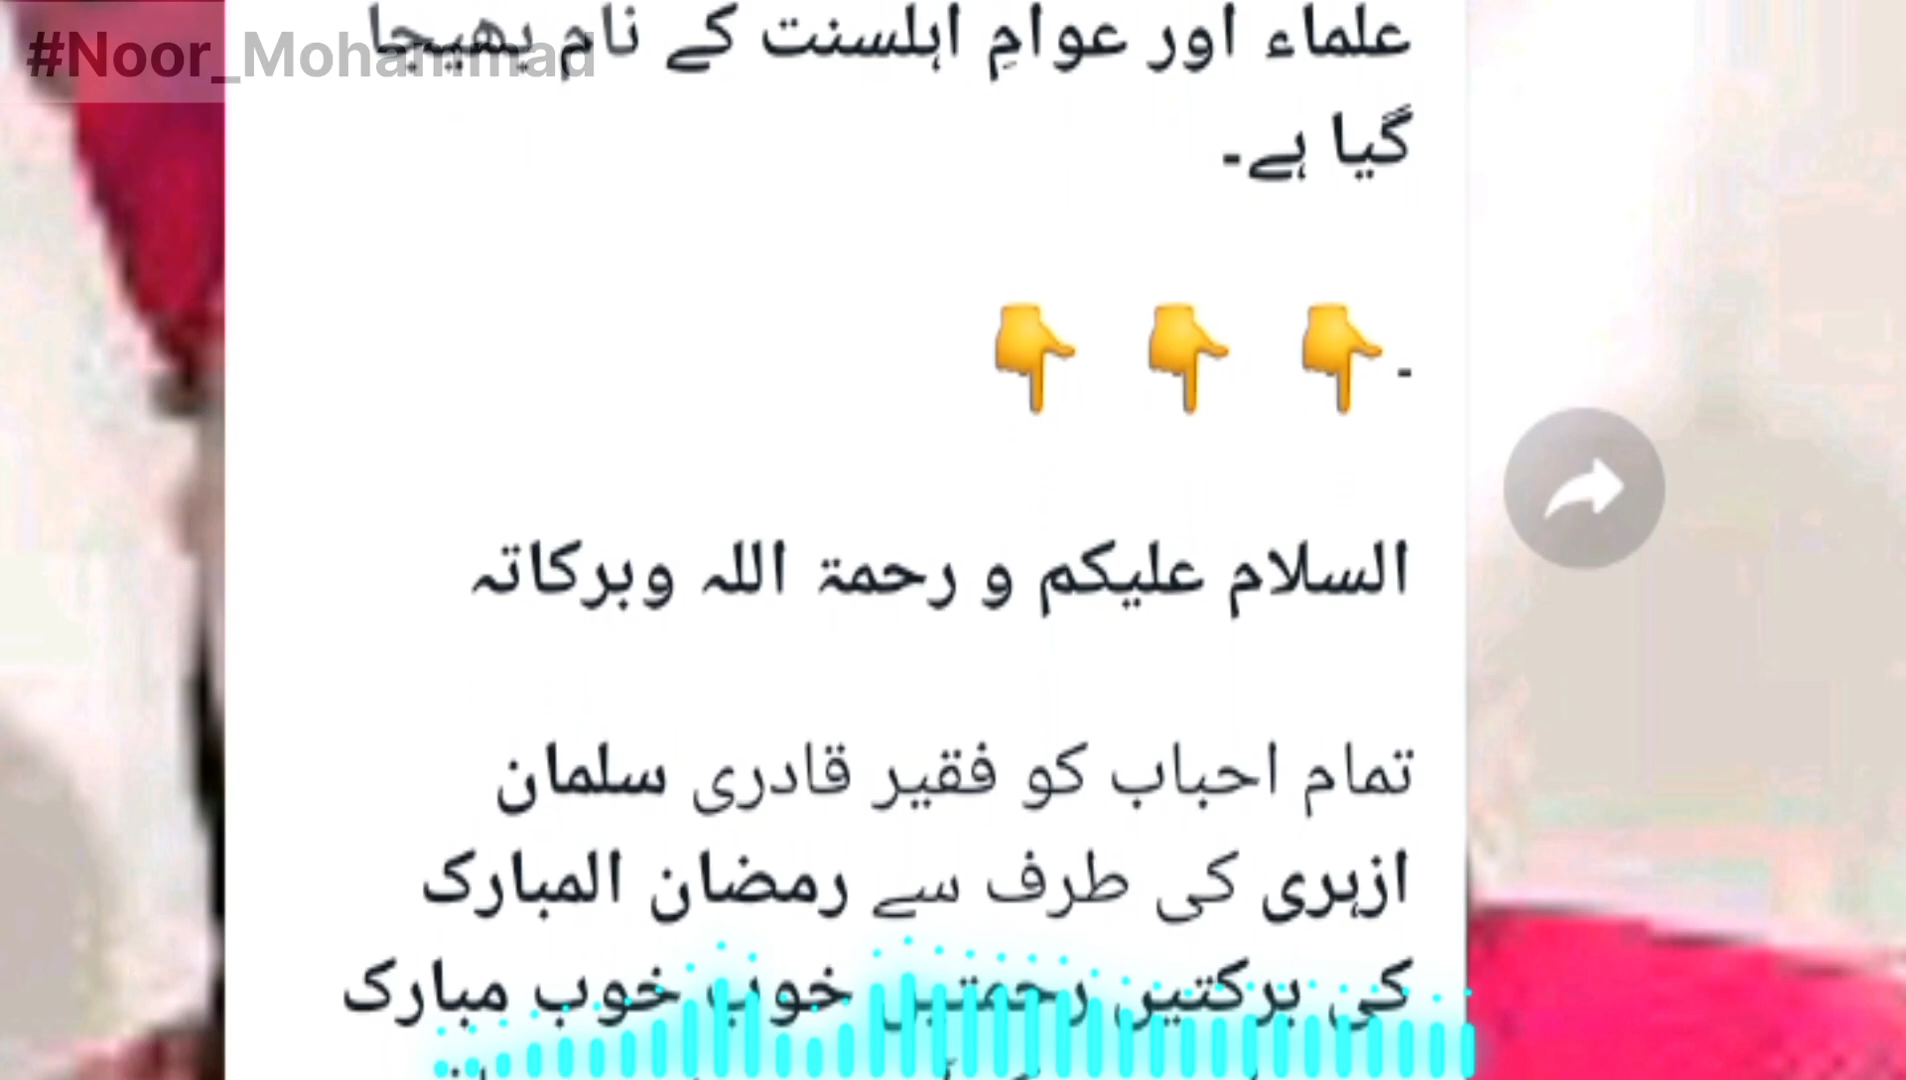 #Noor_Mohammad
علماء اور عوامِ اہلسنت کے نام بھیجا
گیا ہے۔
۔👇 👇 👇
السلام علیکم و رحمۃ اللہ وبرکاتہ
تمام احباب کو فقیر قادری سلمان
ازہری کی طرف سے رمضان المبارک
کی برکتیں رحمتیں خوب خوب مبارک